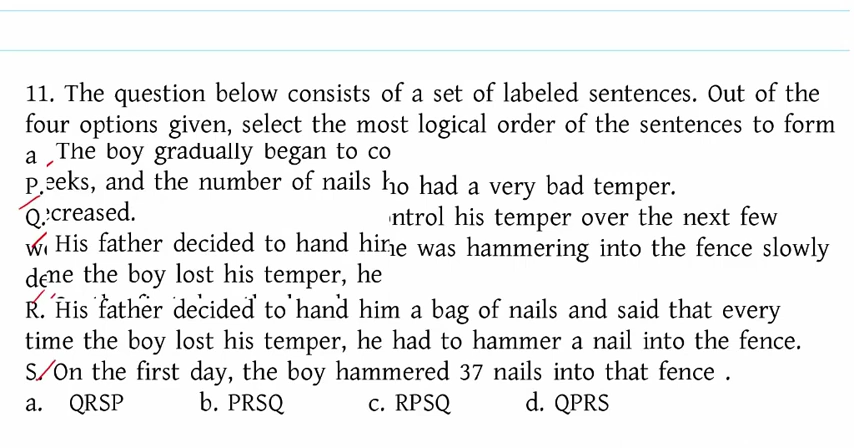 11. The question below consists of a set of labeled sentences. Out of the
four options given, select the most logical order of the sentences to form
a The boy gradually began to co
P. eeks, and the number of nails ho had a very bad temper.
Q. creased. ntrol his temper over the next few
His father decided to hand hi he was hammering into the fence slowly
de me the boy lost his temper, he
R. His father decided to hand him a bag of nails and said that every
time the boy lost his temper, he had to hammer a nail into the fence.
S. On the first day, the boy hammered 37 nails into that fence .
a. QRSP b. PRSQ c. RPSQ d. QPRS